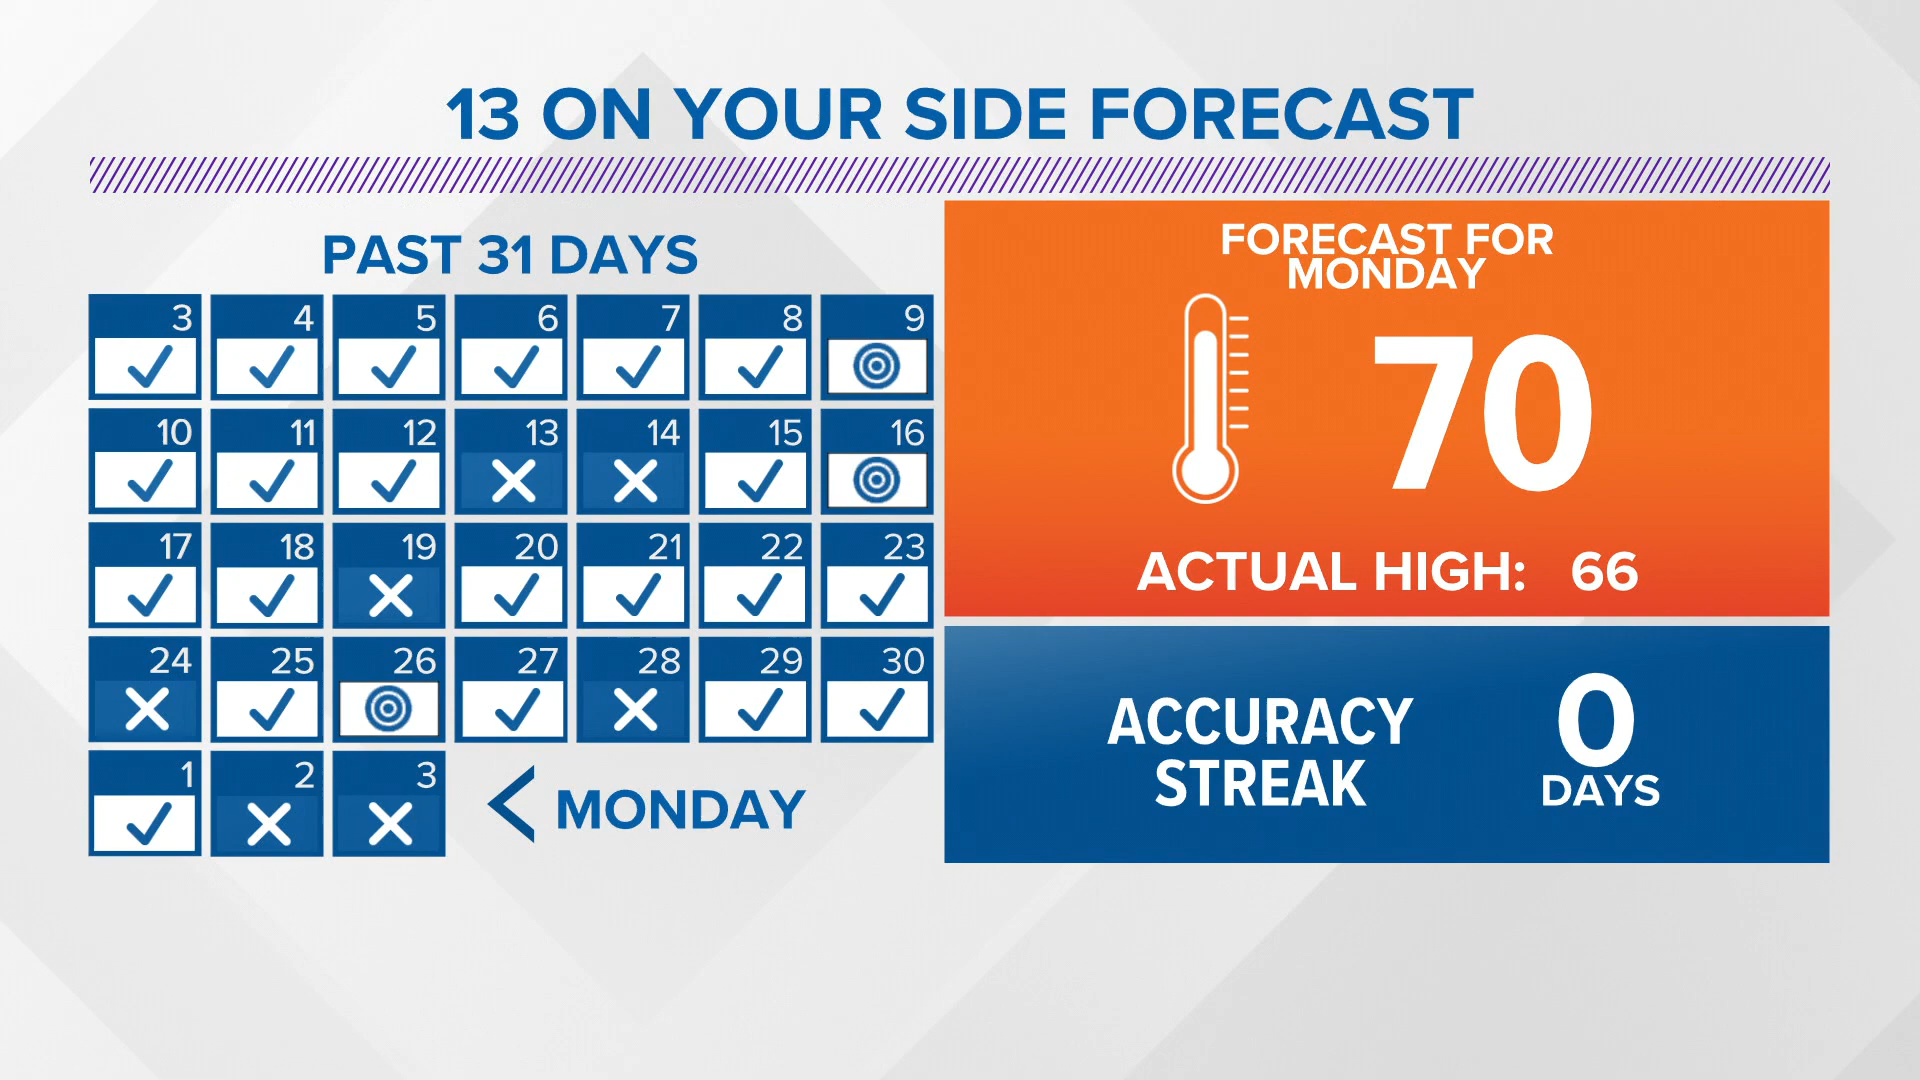 13 ON YOUR SIDE FORECAST
PAST 31 DAYS
3 4 5 6 7 8 9
10 11 12 13 14 15 16
17 18 19 20 21 22 23
24 25 26 27 28 29 30
1 2 3
MONDAY
FORECAST FOR
MONDAY
70
ACTUAL HIGH: 66
ACCURACY
STREAK
0
DAYS